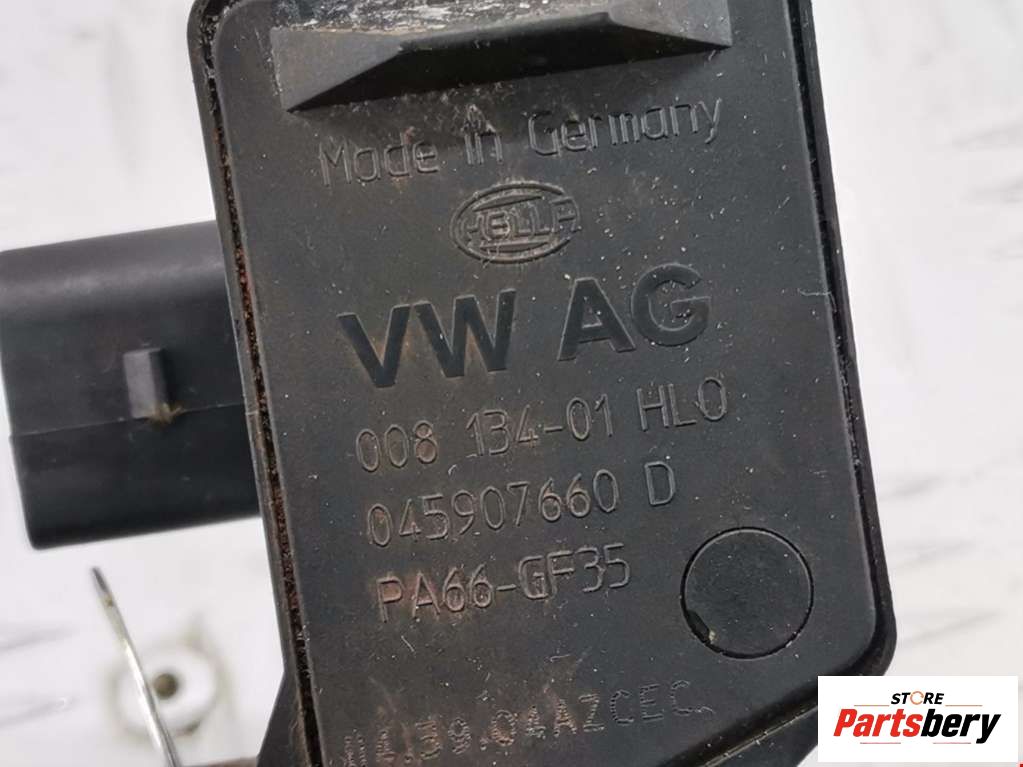 Made in Germany
HELLA
VW AG
008 134-01 HLO
045907660 D
PA66-GF35
STORE
Partsbery